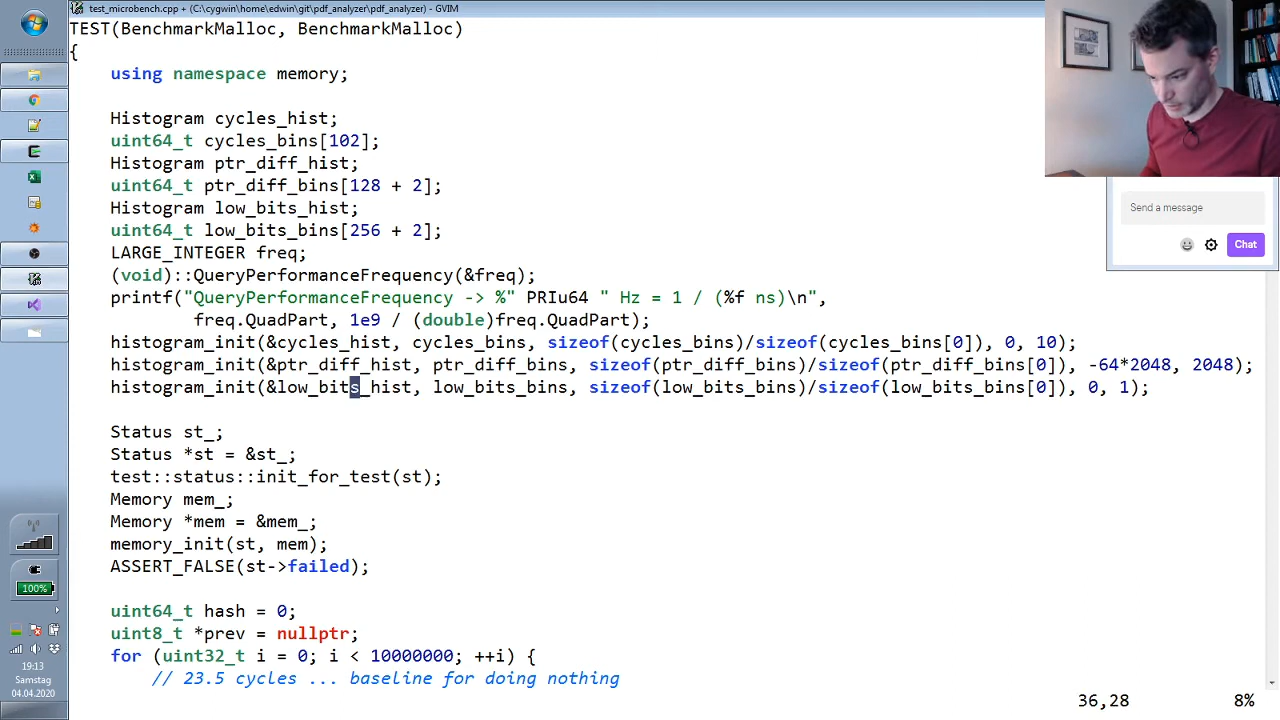 test_microbench.cpp + (C:\cygwin\home\edwin\git\pdf_analyzer\pdf_analyzer) - GVIM
TEST(BenchmarkMalloc, BenchmarkMalloc)
{
using namespace memory;
Histogram cycles_hist;
uint64_t cycles_bins[102];
Histogram ptr_diff_hist;
uint64_t ptr_diff_bins[128 + 2];
Histogram low_bits_hist;
uint64_t low_bits_bins[256 + 2];
LARGE_INTEGER freq;
(void)::QueryPerformanceFrequency(&freq);
printf("QueryPerformanceFrequency -> %" PRIu64 " Hz = 1 / (%f ns)\n",
freq.QuadPart, 1e9 / (double)freq.QuadPart);
histogram_init(&cycles_hist, cycles_bins, sizeof(cycles_bins)/sizeof(cycles_bins[0]), 0, 10);
histogram_init(&ptr_diff_hist, ptr_diff_bins, sizeof(ptr_diff_bins)/sizeof(ptr_diff_bins[0]), -64*2048, 2048);
histogram_init(&low_bits_hist, low_bits_bins, sizeof(low_bits_bins)/sizeof(low_bits_bins[0]), 0, 1);
Status st_;
Status *st = &st_;
test::status::init_for_test(st);
Memory mem_;
Memory *mem = &mem_;
memory_init(st, mem);
ASSERT_FALSE(st->failed);
uint64_t hash = 0;
uint8_t *prev = nullptr;
for (uint32_t i = 0; i < 10000000; ++i) {
// 23.5 cycles ... baseline for doing nothing
36,28 8%
Send a message
Chat
100%
19:13
Samstag
04.04.2020